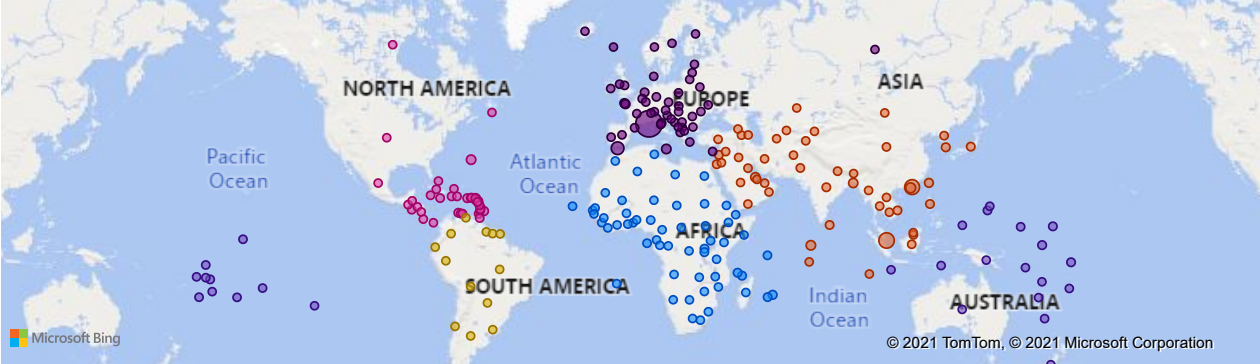 NORTH AMERICA
EUROPE
ASIA
Pacific
Ocean
Atlantic
Ocean
AFRICA
SOUTH AMERICA
Indian
Ocean
AUSTRALIA
Microsoft Bing
© 2021 TomTom, © 2021 Microsoft Corporation